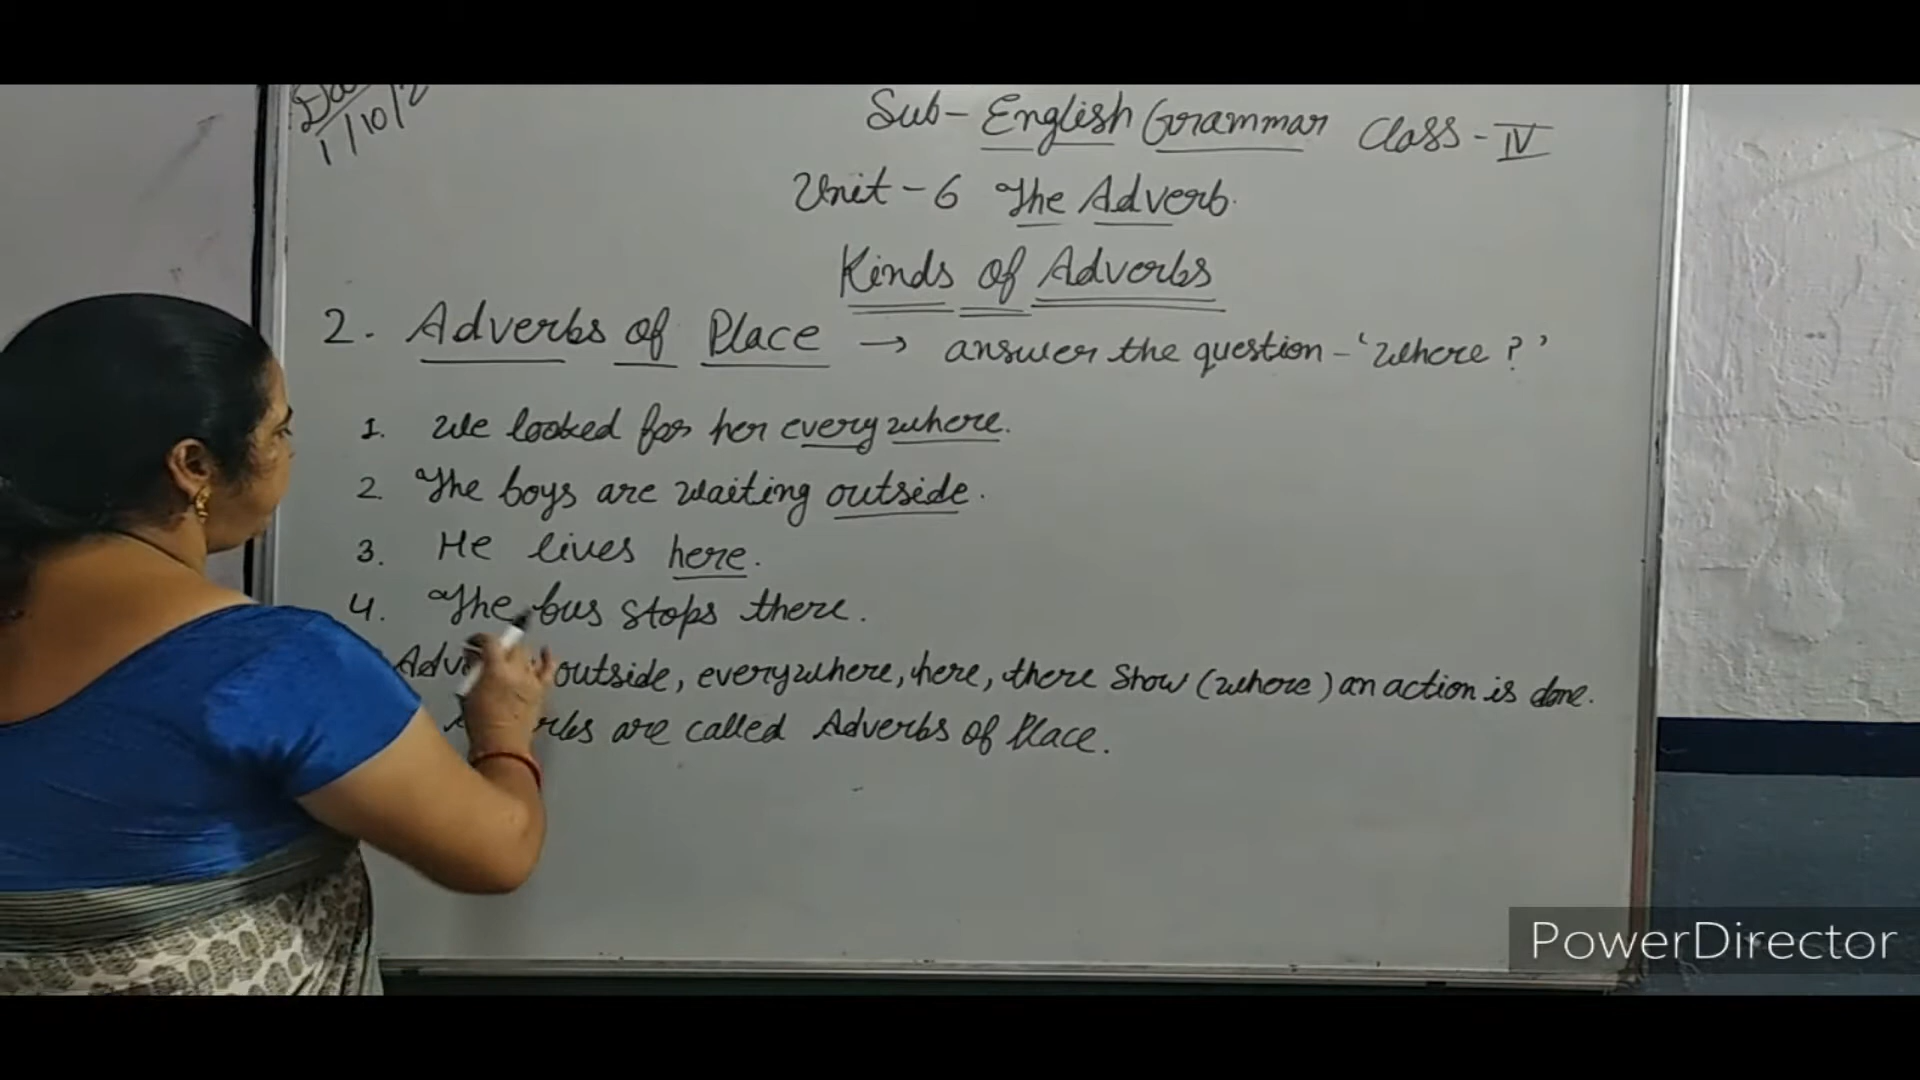 1/10/2
Sub- English Grammar Class - IV
Unit - 6 The Adverb.
Kinds of Adverbs
2. Adverbs of Place → answer the question - 'where ?'
1. We looked for her everywhere.
2. The boys are waiting outside.
3. He lives here.
4. The bus stops there.
outside, everywhere, here, there show (where) an action is done.
are called Adverbs of Place.
PowerDirector